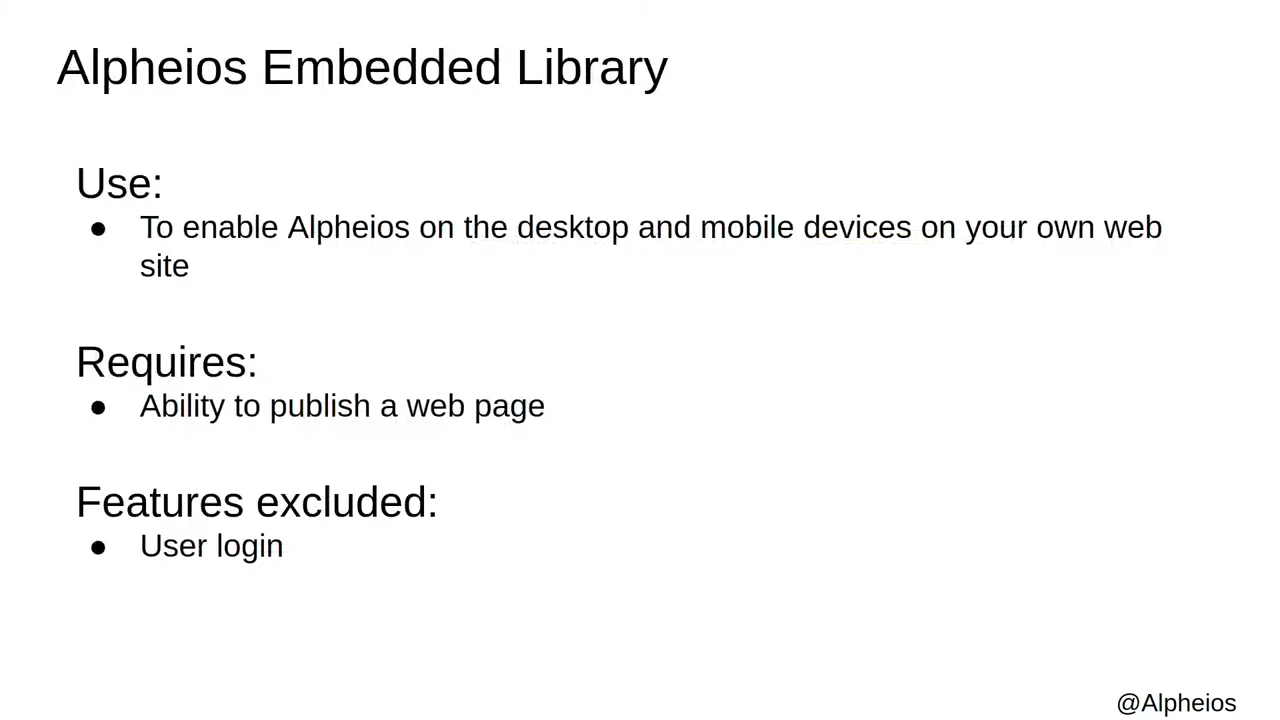 Alpheios Embedded Library
Use:
● To enable Alpheios on the desktop and mobile devices on your own web
site
Requires:
● Ability to publish a web page
Features excluded:
● User login
@Alpheios